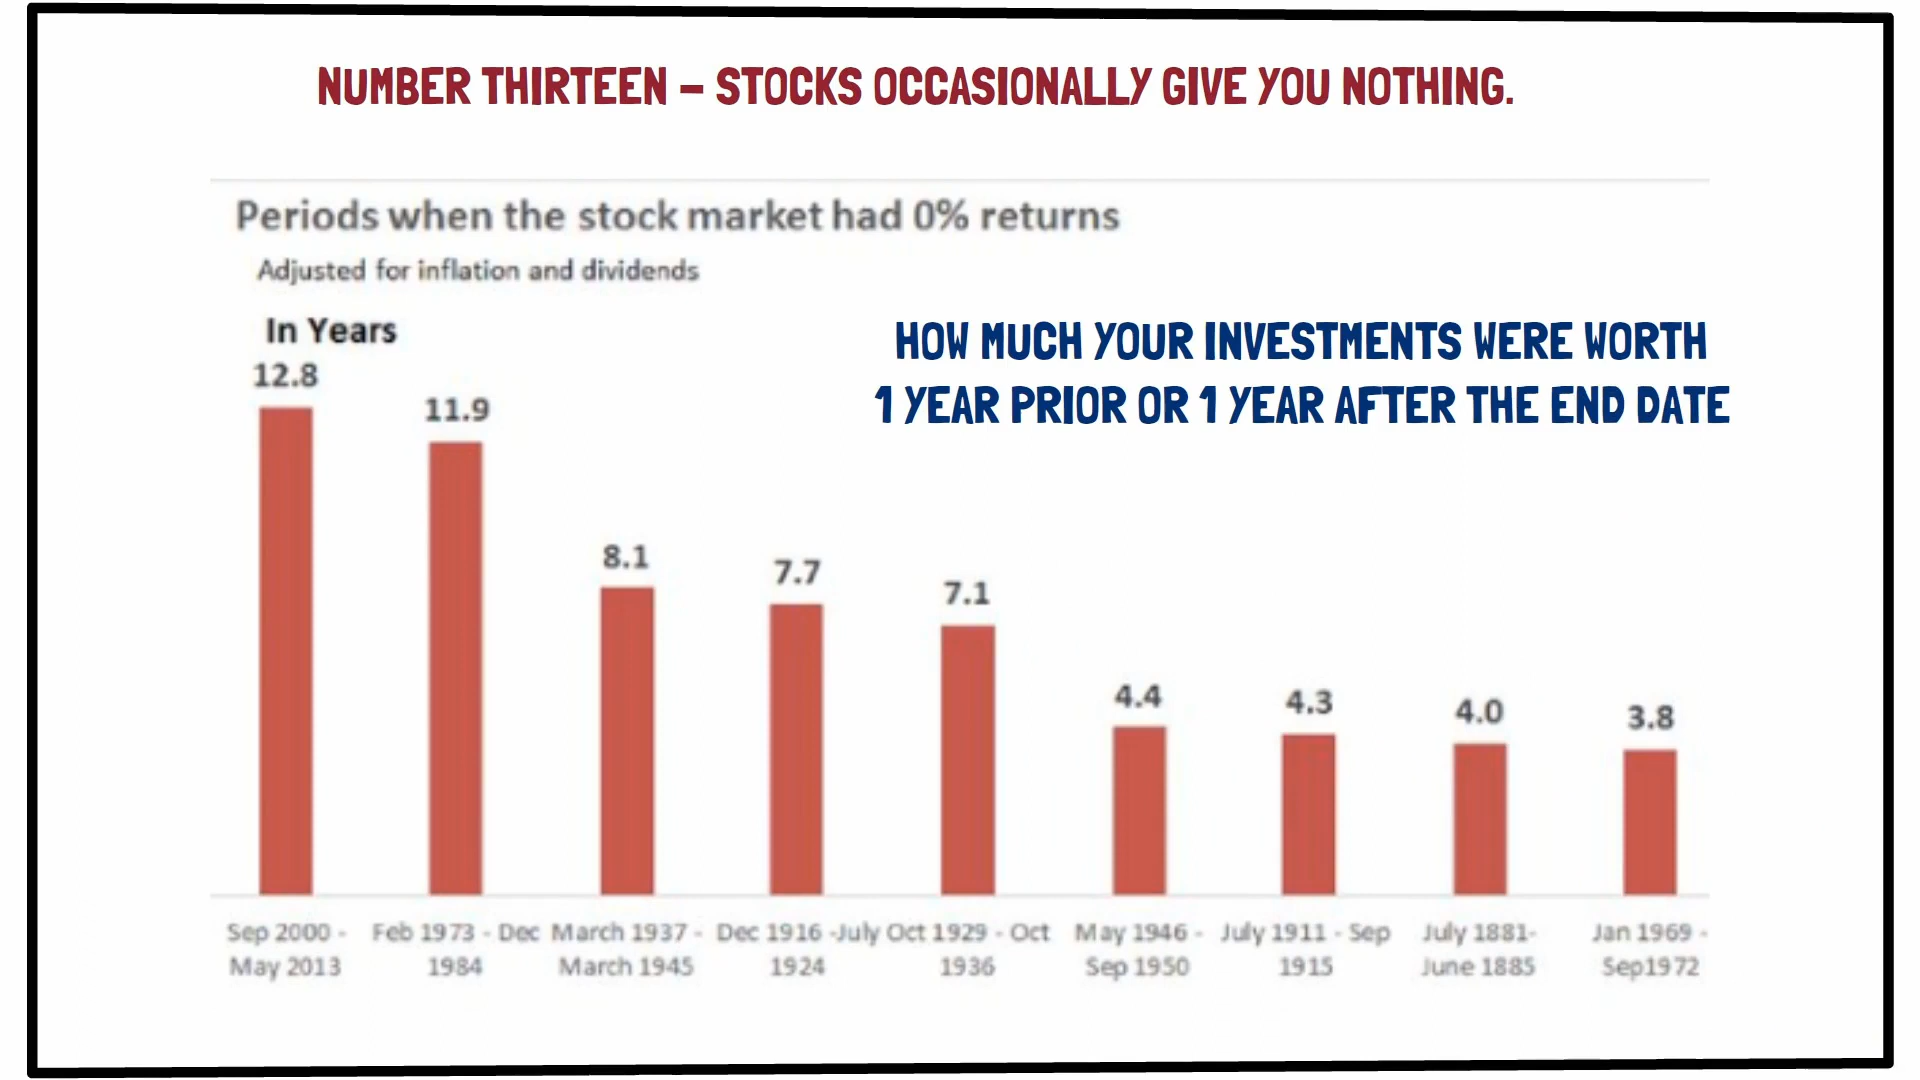 NUMBER THIRTEEN – STOCKS OCCASIONALLY GIVE YOU NOTHING.
Periods when the stock market had 0% returns
Adjusted for inflation and dividends
HOW MUCH YOUR INVESTMENTS WERE WORTH
1 YEAR PRIOR OR 1 YEAR AFTER THE END DATE
In Years
12.8
11.9
8.1
7.7
7.1
4.4
4.3
4.0
3.8
Sep 2000 -
May 2013
Feb 1973 - Dec
1984
March 1937 -
March 1945
Dec 1916 -July
1924
Oct 1929 - Oct
1936
May 1946 -
Sep 1950
July 1911 - Sep
1915
July 1881-
June 1885
Jan 1969 -
Sep1972